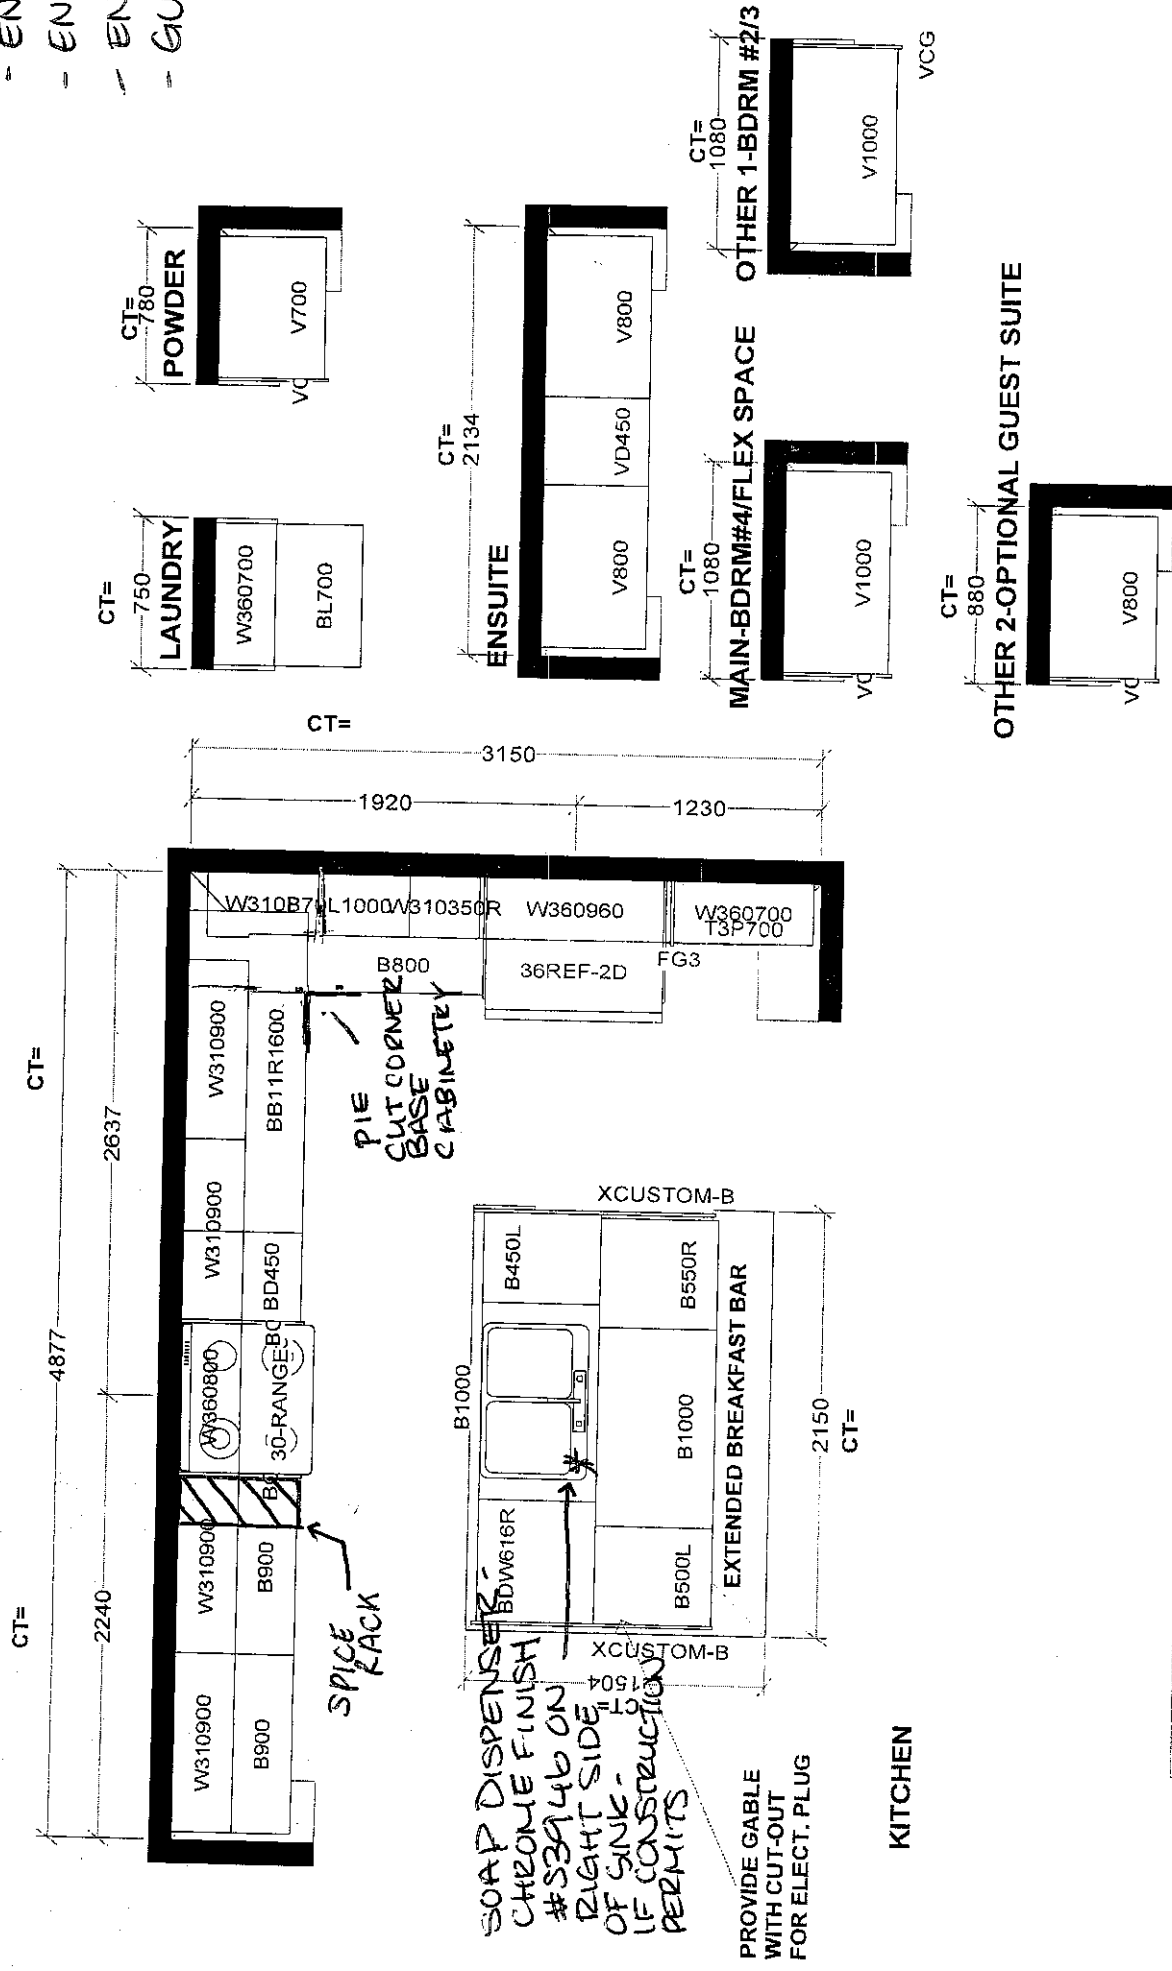 - EN
- EN
- EN
- GU
CT=
4877
CT=
2240
2637
W310900
W310900
W360800
W310900
W310900
B900
B900
30-RANGE
BD450
BB11R1600
SPICE
RACK
W310350R
W360960
W360700
T3P700
B800
36REF-2D
FG3
PIE
CUT CORNER
BASE
CABINETRY
1920
1230
3150
CT=
XCUSTOM-B
B1000
B450L
BDW616R
B550R
B1000
B500L
EXTENDED BREAKFAST BAR
XCUSTOM-B
2150
CT=
1504
CT=
SOAP DISPENSER -
CHROME FINISH
#S3946 ON
RIGHT SIDE
OF SINK -
IF CONSTRUCTION
PERMITS
PROVIDE GABLE
WITH CUT-OUT
FOR ELECT. PLUG
KITCHEN
CT=
750
LAUNDRY
W360700
BL700
CT=
780
POWDER
V700
CT=
2134
ENSUITE
V800
VD450
V800
CT=
1080
MAIN-BDRM#4/FLEX SPACE
V1000
CT=
1080
OTHER 1-BDRM #2/3
V1000
VCG
CT=
880
OTHER 2-OPTIONAL GUEST SUITE
V800